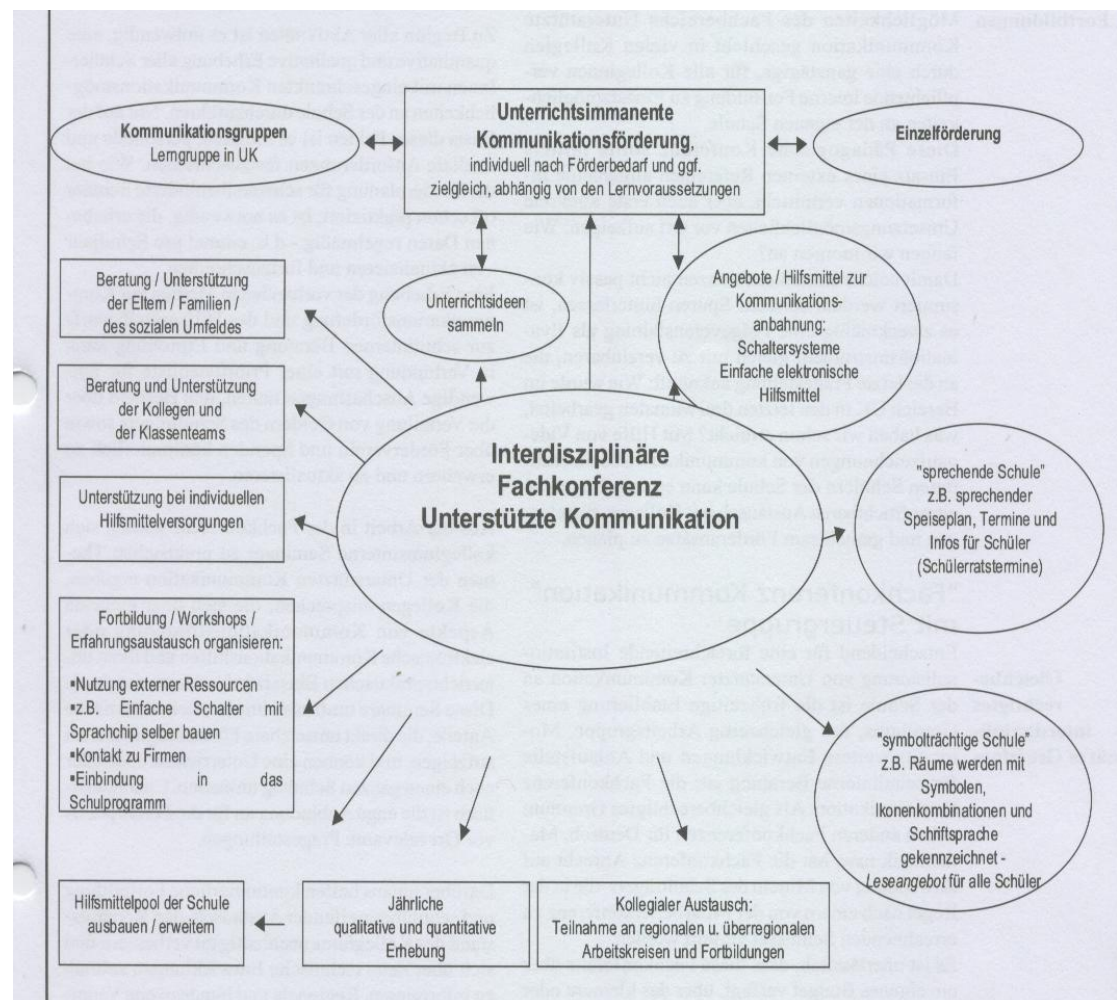 Kommunikationsgruppen
Lerngruppe in UK
Unterrichtsimmanente
Kommunikationsförderung,
individuell nach Förderbedarf und ggf.
zielgleich, abhängig von den Lernvoraussetzungen
Einzelförderung
Beratung / Unterstützung
der Eltern / Familien /
des sozialen Umfeldes
Unterrichtsideen
sammeln
Angebote / Hilfsmittel zur
Kommunikations-
anbahnung:
Schaltersysteme
Einfache elektronische
Hilfsmittel
Beratung und Unterstützung
der Kollegen und
der Klassenteams
Interdisziplinäre
Fachkonferenz
Unterstützte Kommunikation
Unterstützung bei individuellen
Hilfsmittelversorgungen
"sprechende Schule"
z.B. sprechender
Speiseplan, Termine und
Infos für Schüler
(Schülerratstermine)
Fortbildung / Workshops /
Erfahrungsaustausch organisieren:
▪Nutzung externer Ressourcen
▪z.B. Einfache Schalter mit
Sprachchip selber bauen
▪Kontakt zu Firmen
▪Einbindung in das
Schulprogramm
"symbolträchtige Schule"
z.B. Räume werden mit
Symbolen,
Ikonenkombinationen und
Schriftsprache
gekennzeichnet -
Leseangebot für alle Schüler
Hilfsmittelpool der Schule
ausbauen / erweitern
Jährliche
qualitative und quantitative
Erhebung
Kollegialer Austausch:
Teilnahme an regionalen u. überregionalen
Arbeitskreisen und Fortbildungen